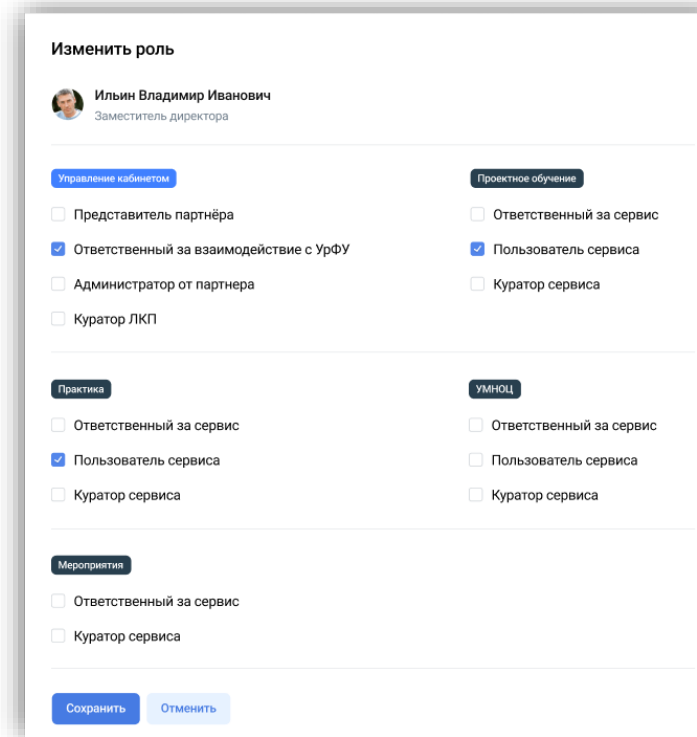 Изменить роль
Ильин Владимир Иванович
Заместитель директора
Управление кабинетом
Представитель партнёра
Ответственный за взаимодействие с УрФУ
Администратор от партнера
Куратор ЛКП
Проектное обучение
Ответственный за сервис
Пользователь сервиса
Куратор сервиса
Практика
Ответственный за сервис
Пользователь сервиса
Куратор сервиса
УМНОЦ
Ответственный за сервис
Пользователь сервиса
Куратор сервиса
Мероприятия
Ответственный за сервис
Куратор сервиса
Сохранить
Отменить